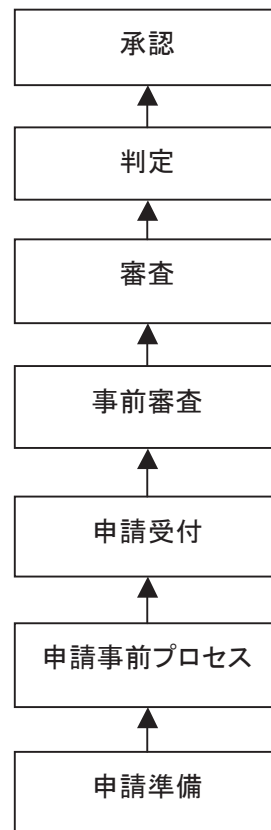 承認
判定
審査
事前審査
申請受付
申請事前プロセス
申請準備